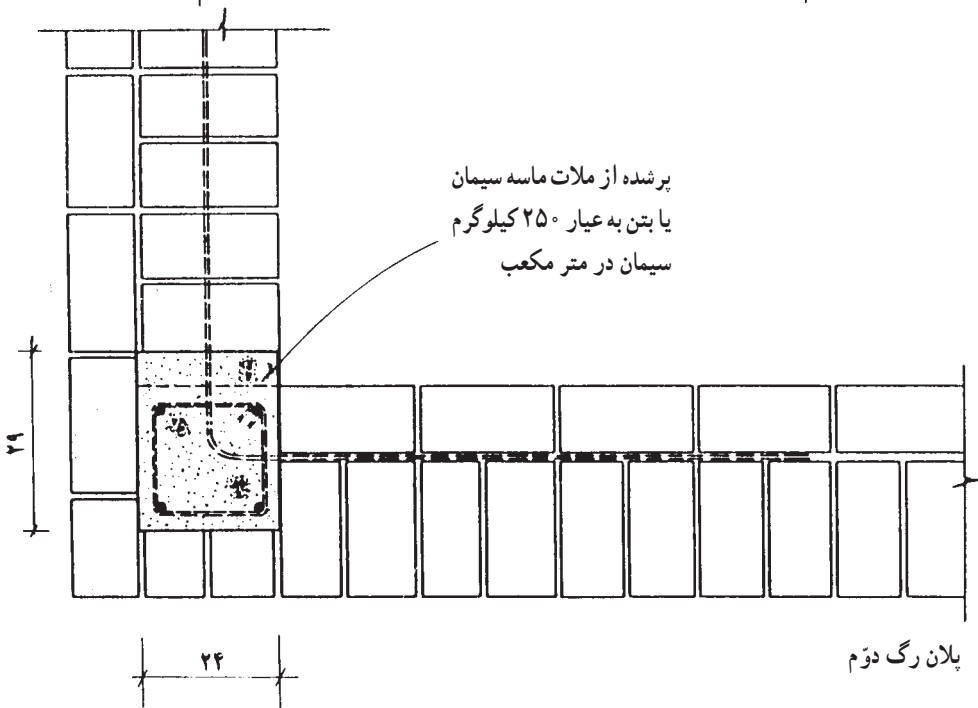 پرشده از ملات ماسه سیمان
یا بتن به عیار ۲۵۰ کیلوگرم
سیمان در متر مکعب
۲۹
۲۴
پلان رگ دوّم